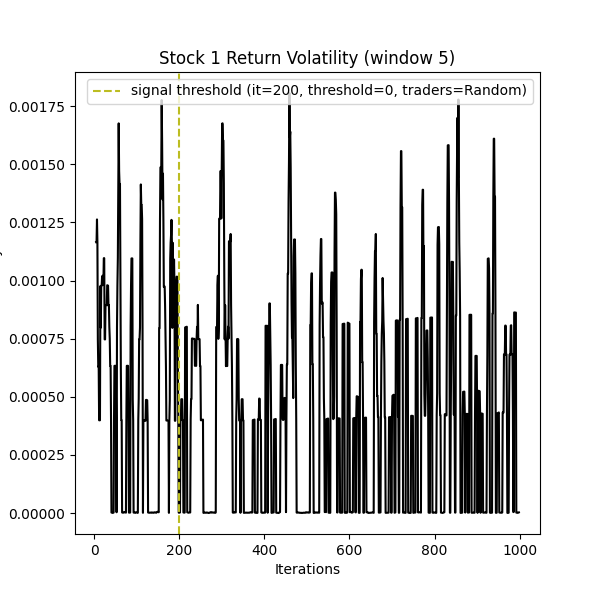 Stock 1 Return Volatility (window 5)
signal threshold (it=200, threshold=0, traders=Random)
0.00175
0.00150
0.00125
0.00100
0.00075
0.00050
0.00025
0.00000
0 200 400 600 800 1000
Iterations